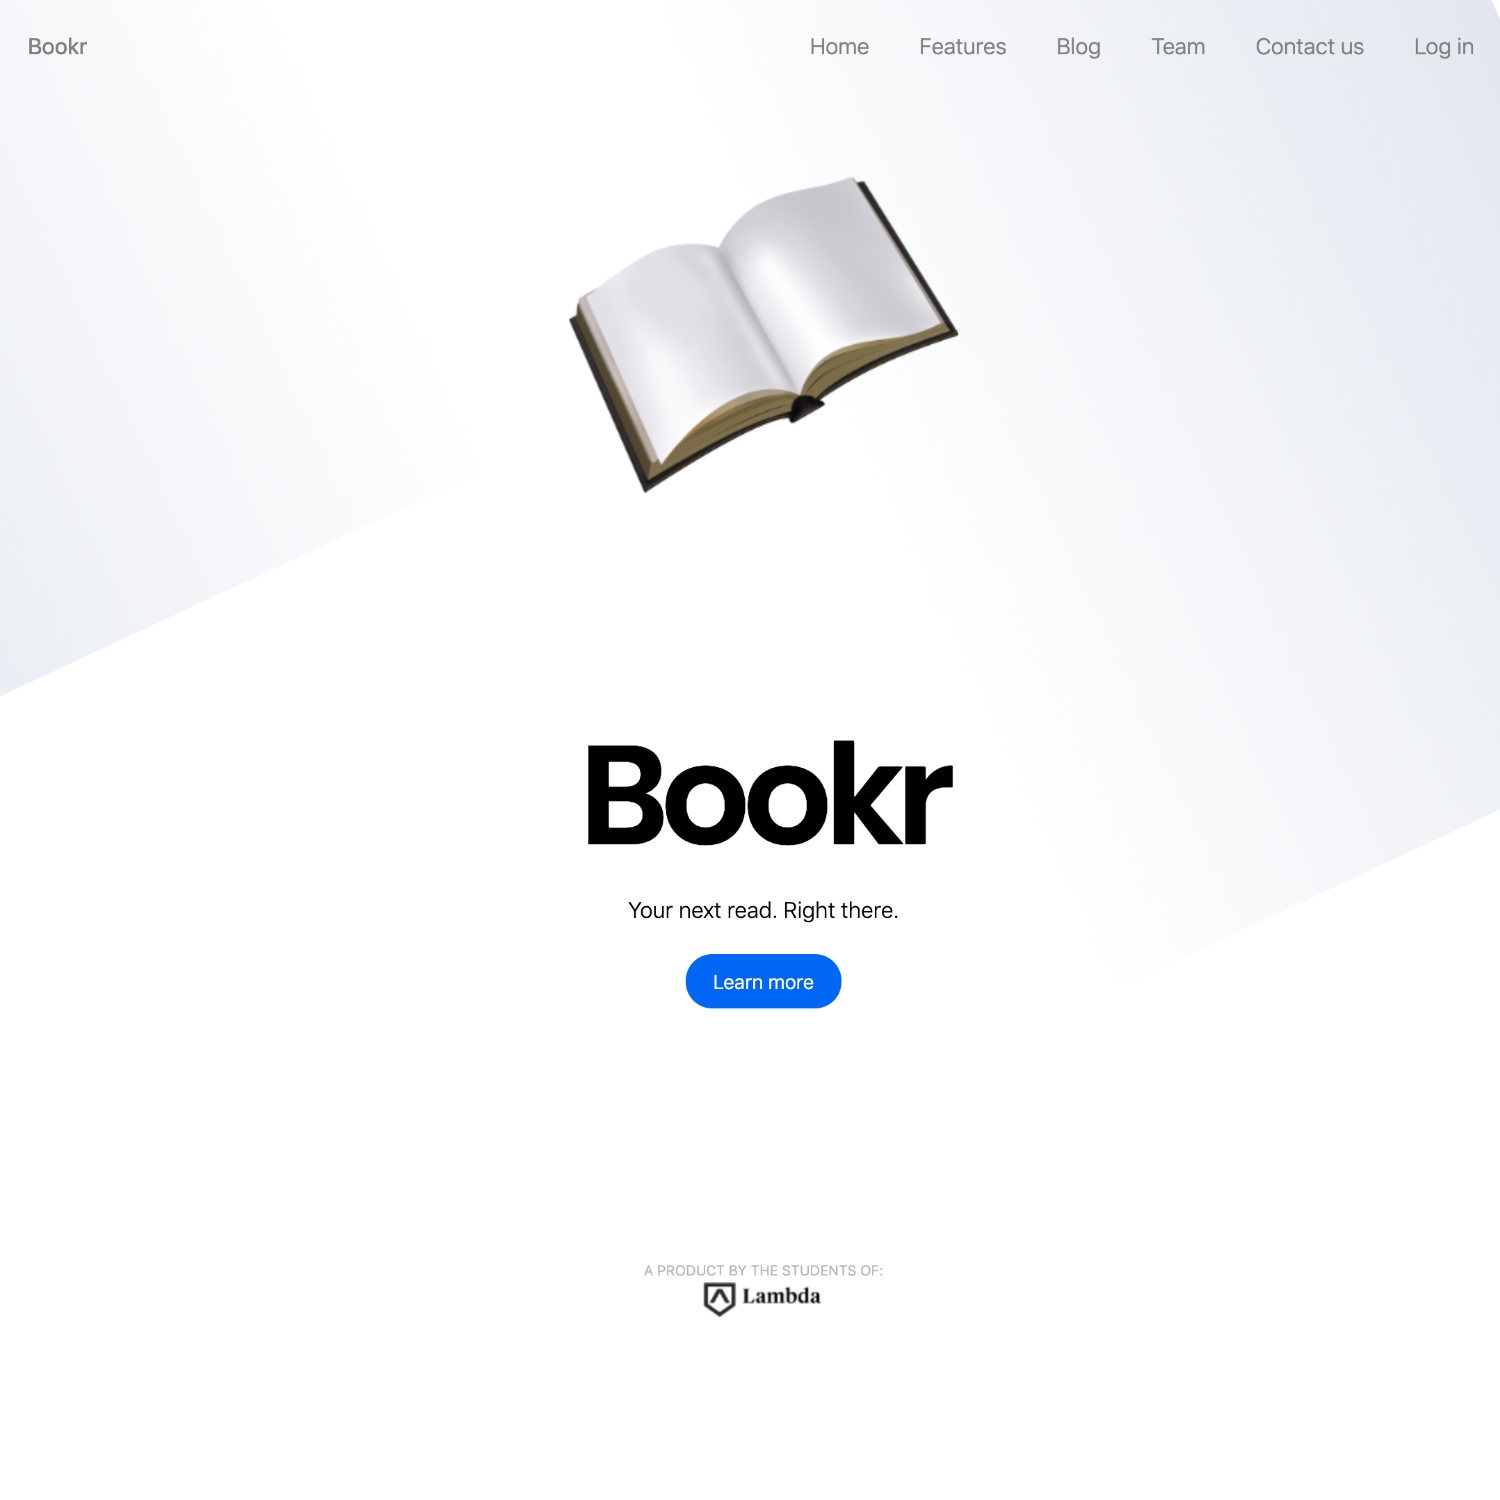 Bookr
Home Features Blog Team Contact us Log in
Bookr
Your next read. Right there.
Learn more
A PRODUCT BY THE STUDENTS OF:
Lambda